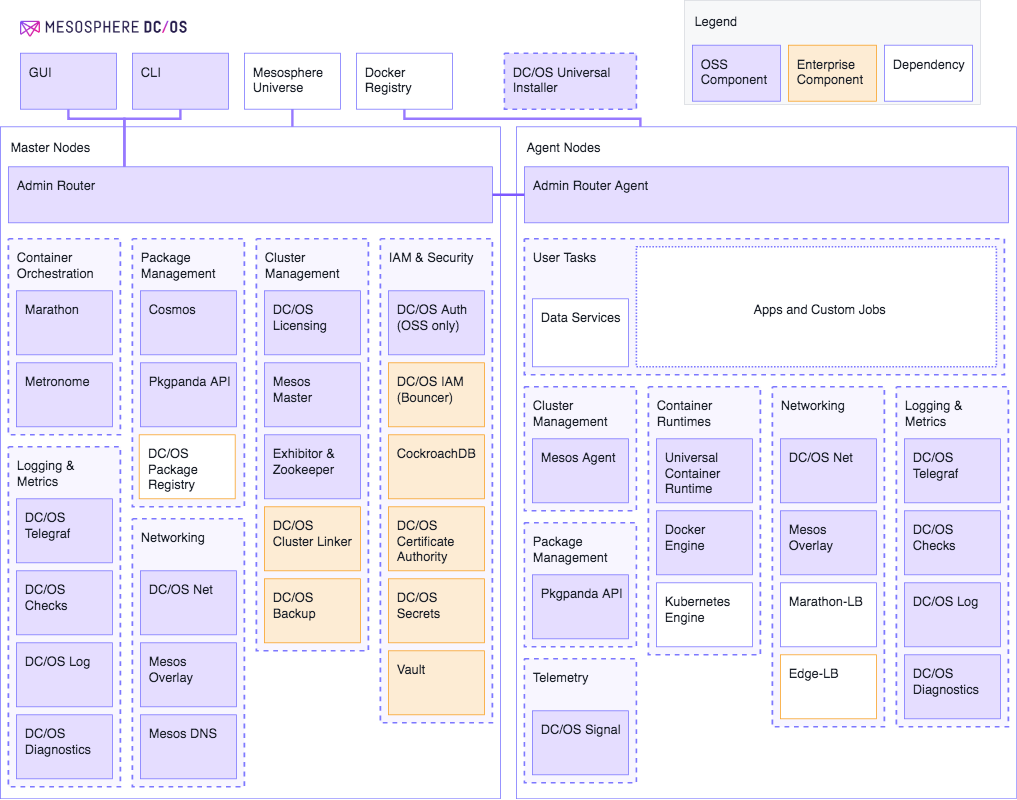 MESOSPHERE DC/OS
Legend
OSS
Component
Enterprise
Component
Dependency
GUI
CLI
Mesosphere
Universe
Docker
Registry
DC/OS Universal
Installer
Master Nodes
Admin Router
Container
Orchestration
Marathon
Metronome
Logging &
Metrics
DC/OS
Telegraf
DC/OS
Checks
DC/OS Log
DC/OS
Diagnostics
Package
Management
Cosmos
Pkgpanda API
DC/OS
Package
Registry
Networking
DC/OS Net
Mesos
Overlay
Mesos DNS
Cluster
Management
DC/OS
Licensing
Mesos
Master
Exhibitor &
Zookeeper
DC/OS
Cluster Linker
DC/OS
Backup
IAM & Security
DC/OS Auth
(OSS only)
DC/OS IAM
(Bouncer)
CockroachDB
DC/OS
Certificate
Authority
DC/OS
Secrets
Vault
Agent Nodes
Admin Router Agent
User Tasks
Data Services
Apps and Custom Jobs
Cluster
Management
Mesos Agent
Package
Management
Pkgpanda API
Telemetry
DC/OS Signal
Container
Runtimes
Universal
Container
Runtime
Docker
Engine
Kubernetes
Engine
Networking
DC/OS Net
Mesos
Overlay
Marathon-LB
Edge-LB
Logging &
Metrics
DC/OS
Telegraf
DC/OS
Checks
DC/OS Log
DC/OS
Diagnostics